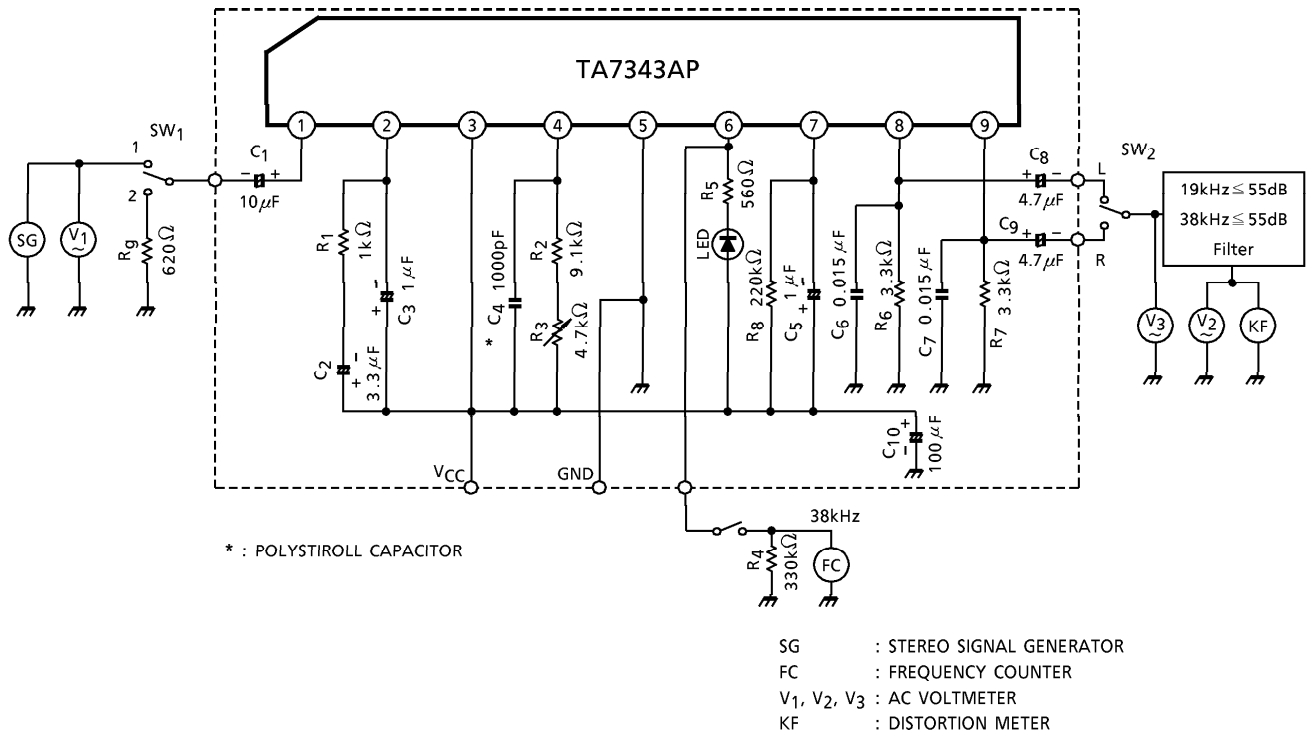 TA7343AP
1 2 3 4 5 6 7 8 9
SW1
1
2
C1
− +
10μF
SG
V1
~
Rg
620Ω
R1
1kΩ
C2
+ −
3.3μF
−
+
C3
1μF
*
C4
1000pF
R2
9.1kΩ
R3
4.7kΩ
R5
560Ω
LED
R8
220kΩ
C5
1μF
−
+
C6
0.015μF
R6
3.3kΩ
C7
0.015μF
R7
3.3kΩ
C8
+ −
4.7μF
L
C9
+ −
4.7μF
R
SW2
19kHz≦55dB
38kHz≦55dB
Filter
V3
~
V2
~
KF
C10
+
−
100μF
VCC
GND
38kHz
R4
330kΩ
FC
* : POLYSTIROLL CAPACITOR
SG : STEREO SIGNAL GENERATOR
FC : FREQUENCY COUNTER
V1, V2, V3 : AC VOLTMETER
KF : DISTORTION METER